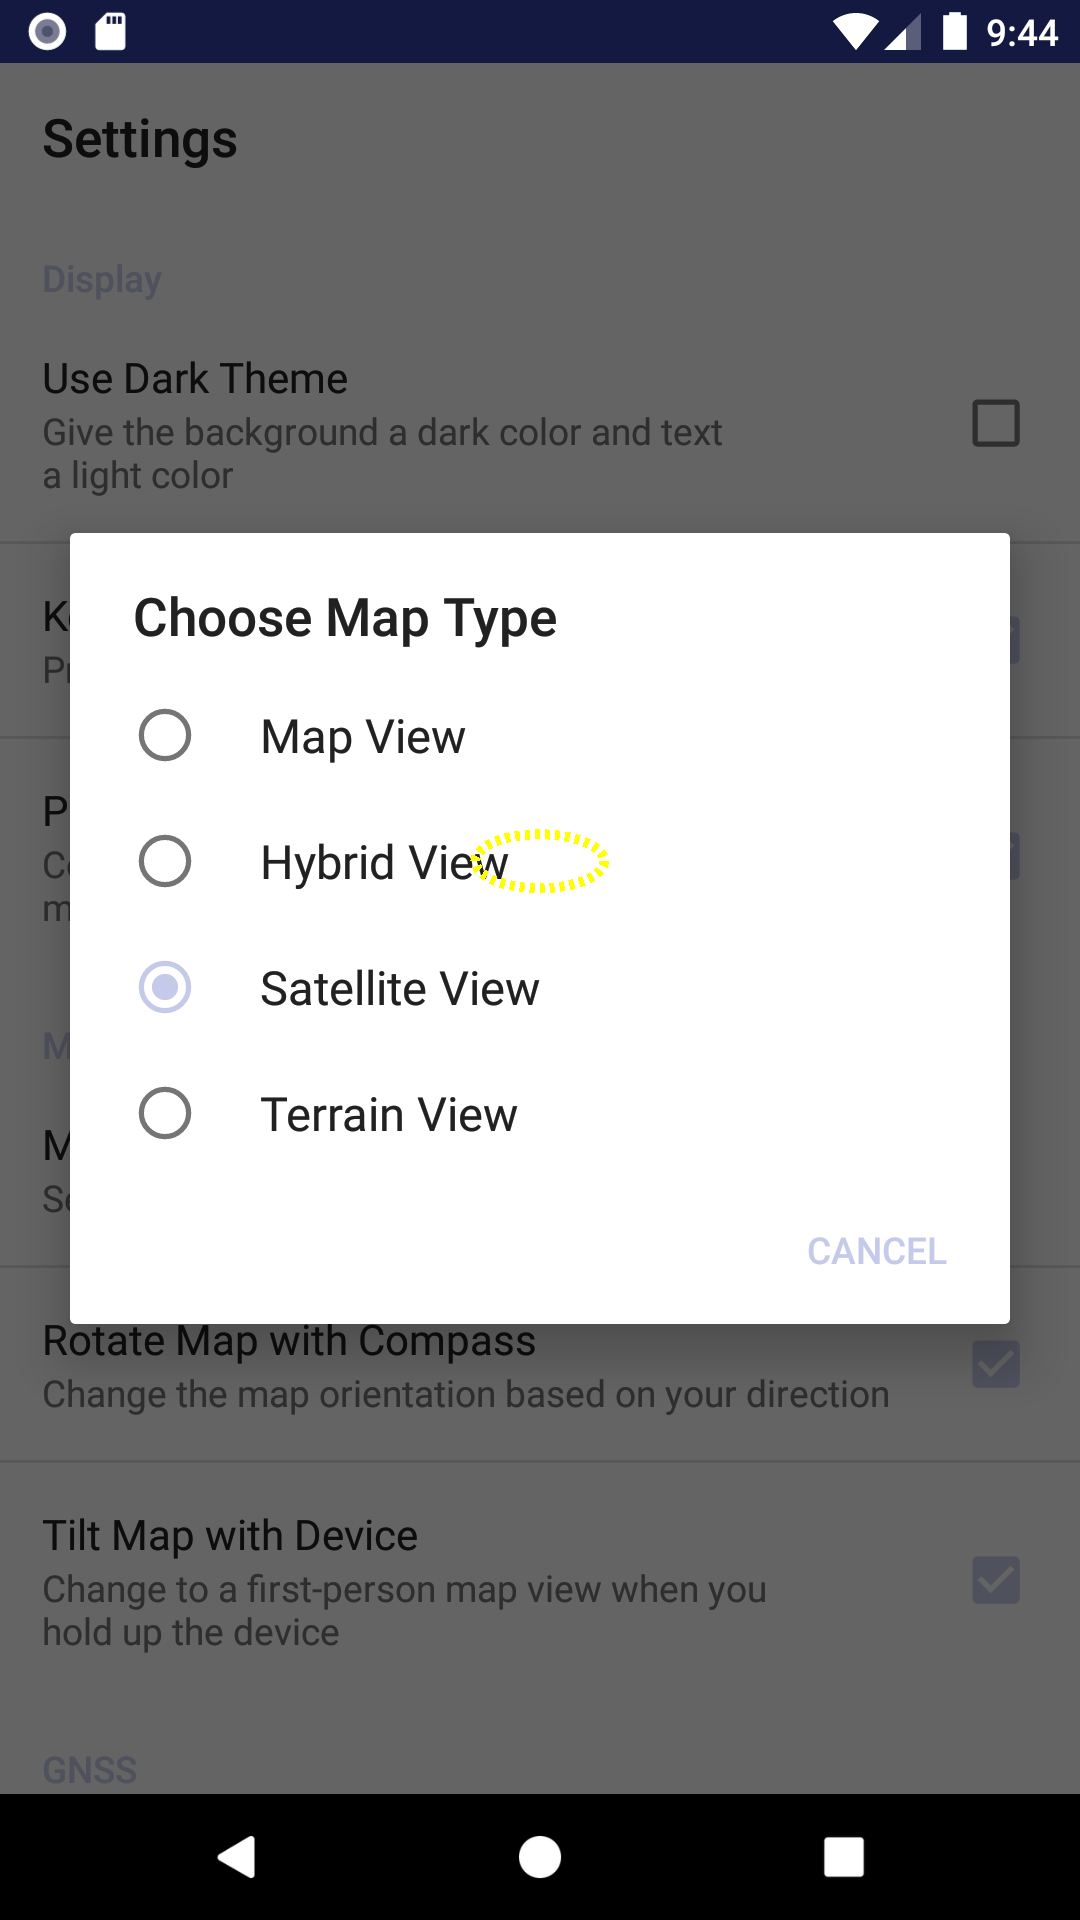 9:44
Settings
Display
Use Dark Theme
Give the background a dark color and text
a light color
Choose Map Type
Map View
Hybrid View
Satellite View
Terrain View
CANCEL
Rotate Map with Compass
Change the map orientation based on your direction
Tilt Map with Device
Change to a first-person map view when you
hold up the device
GNSS